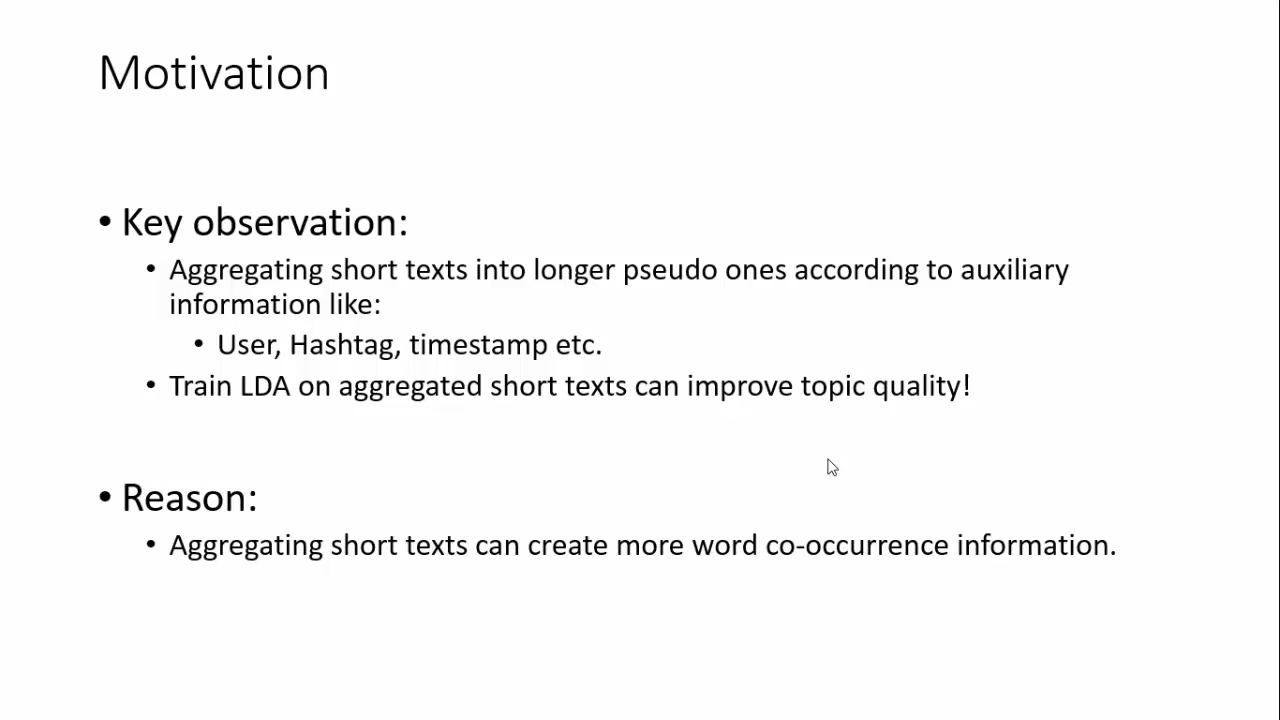 Motivation
• Key observation:
• Aggregating short texts into longer pseudo ones according to auxiliary
information like:
• User, Hashtag, timestamp etc.
• Train LDA on aggregated short texts can improve topic quality!
• Reason:
• Aggregating short texts can create more word co-occurrence information.